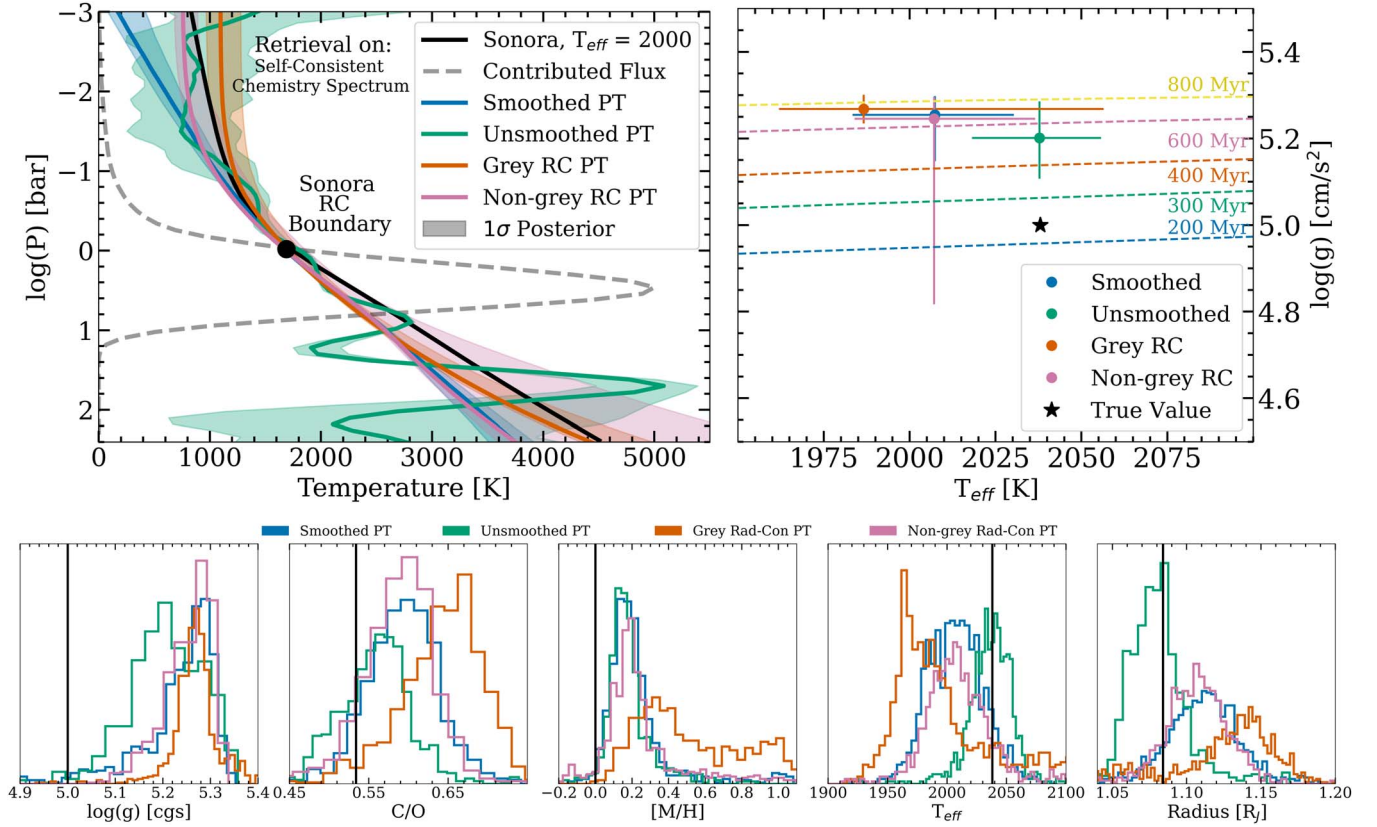 −3
−2
−1
0
1
2
log(P) [bar]
Retrieval on:
Self-Consistent
Chemistry Spectrum
Sonora
RC
Boundary
Sonora, T_eff = 2000
Contributed Flux
Smoothed PT
Unsmoothed PT
Grey RC PT
Non-grey RC PT
1σ Posterior
0 1000 2000 3000 4000 5000
Temperature [K]
800 Myr
600 Myr
400 Myr
300 Myr
200 Myr
5.4
5.2
5.0
4.8
4.6
log(g) [cm/s²]
Smoothed
Unsmoothed
Grey RC
Non-grey RC
True Value
1975 2000 2025 2050 2075
T_eff [K]
Smoothed PT Unsmoothed PT Grey Rad-Con PT Non-grey Rad-Con PT
4.9 5.0 5.1 5.2 5.3 5.4
log(g) [cgs]
0.45 0.55 0.65
C/O
−0.2 0.0 0.2 0.4 0.6 0.8 1.0
[M/H]
1900 1950 2000 2050 2100
T_eff
1.05 1.10 1.15 1.20
Radius [R_J]